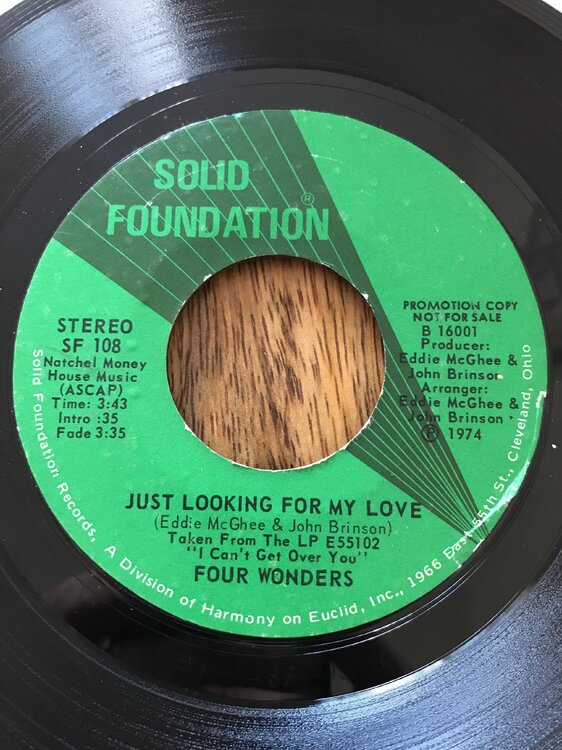 SOLID
FOUNDATION®
STEREO
SF 108
Natchel Money
House Music
(ASCAP)
Time: 3:43
Intro :35
Fade 3:35
PROMOTION COPY
NOT FOR SALE
B 16001
Producer:
Eddie McGhee &
John Brinson
Arranger:
Eddie McGhee &
John Brinson
℗ 1974
JUST LOOKING FOR MY LOVE
(Eddie McGhee & John Brinson)
Taken From The LP E55102
"I Can't Get Over You"
FOUR WONDERS
Solid Foundation Records, A Division of Harmony on Euclid, Inc., 1966 East 55th St., Cleveland, Ohio